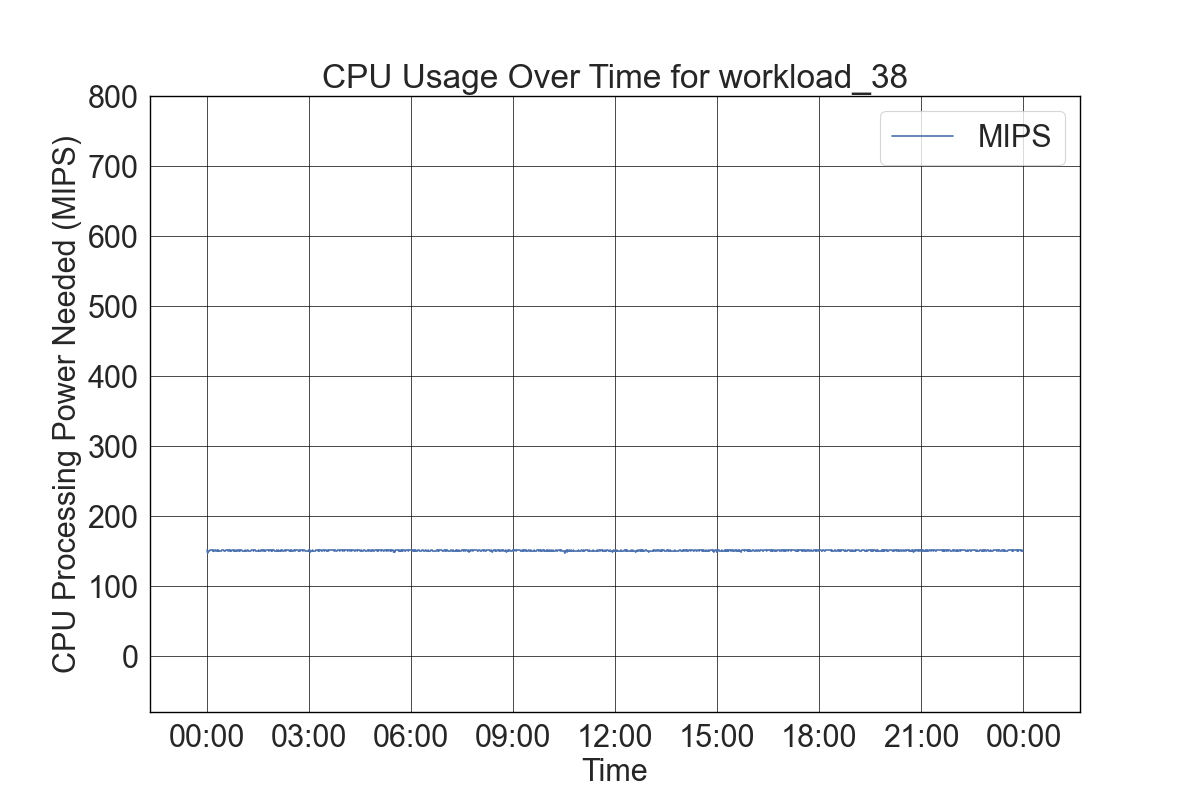 CPU Usage Over Time for workload_38
MIPS
CPU Processing Power Needed (MIPS)
800
700
600
500
400
300
200
100
0
00:00 03:00 06:00 09:00 12:00 15:00 18:00 21:00 00:00
Time